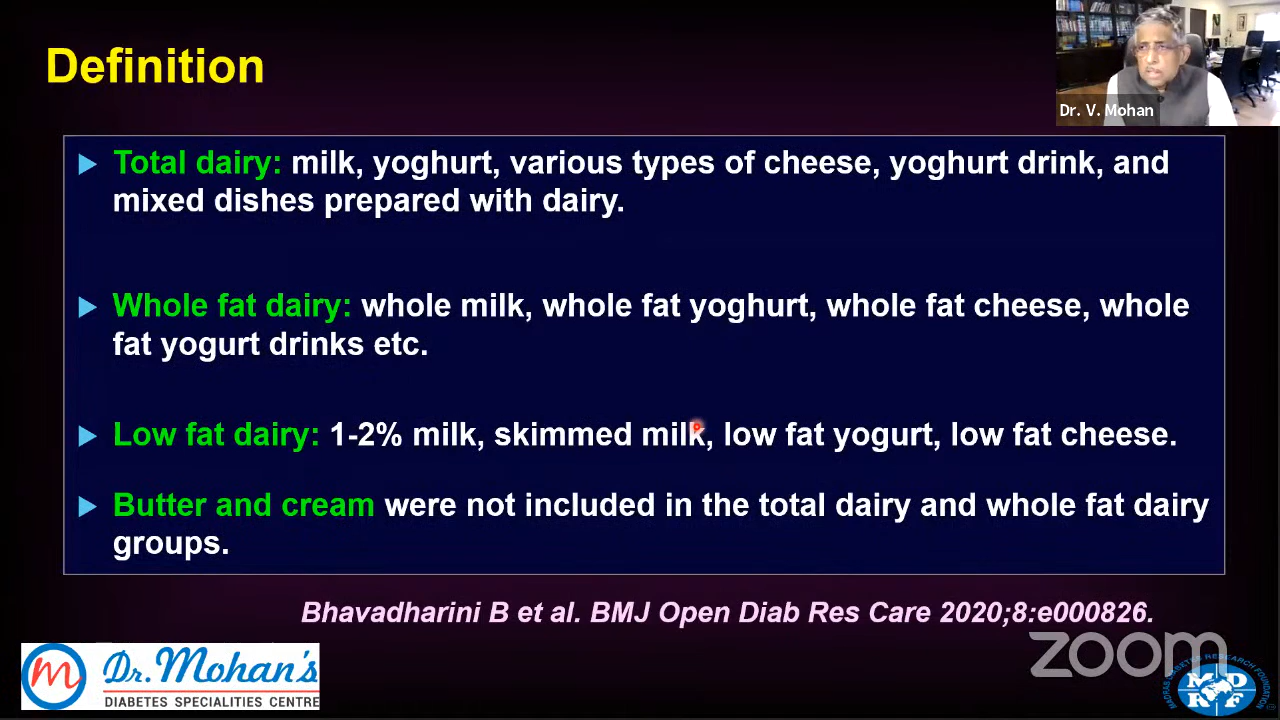 Definition
Dr. V. Mohan
Total dairy: milk, yoghurt, various types of cheese, yoghurt drink, and
mixed dishes prepared with dairy.
Whole fat dairy: whole milk, whole fat yoghurt, whole fat cheese, whole
fat yogurt drinks etc.
Low fat dairy: 1-2% milk, skimmed milk, low fat yogurt, low fat cheese.
Butter and cream were not included in the total dairy and whole fat dairy
groups.
Bhavadharini B et al. BMJ Open Diab Res Care 2020;8:e000826.
m Dr. Mohan's
DIABETES SPECIALITIES CENTRE
zoom
MADRAS DIABETES RESEARCH FOUNDATION
M D
R F